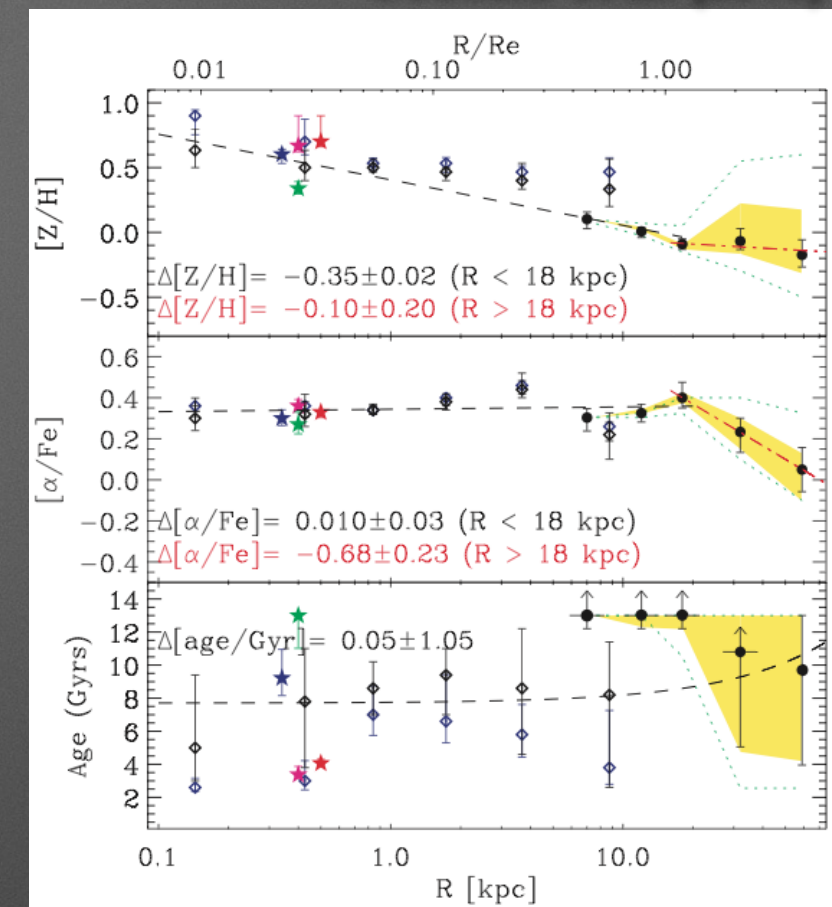 R/Re
0.01 0.10 1.00
1.0
0.5
0.0
−0.5
[Z/H]
Δ[Z/H]= −0.35±0.02 (R < 18 kpc)
Δ[Z/H]= −0.10±0.20 (R > 18 kpc)
0.6
0.4
0.2
0.0
−0.2
−0.4
[α/Fe]
Δ[α/Fe]= 0.010±0.03 (R < 18 kpc)
Δ[α/Fe]= −0.68±0.23 (R > 18 kpc)
14
12
10
8
6
4
2
Age (Gyrs)
Δ[age/Gyr]= 0.05±1.05
0.1 1.0 10.0
R [kpc]